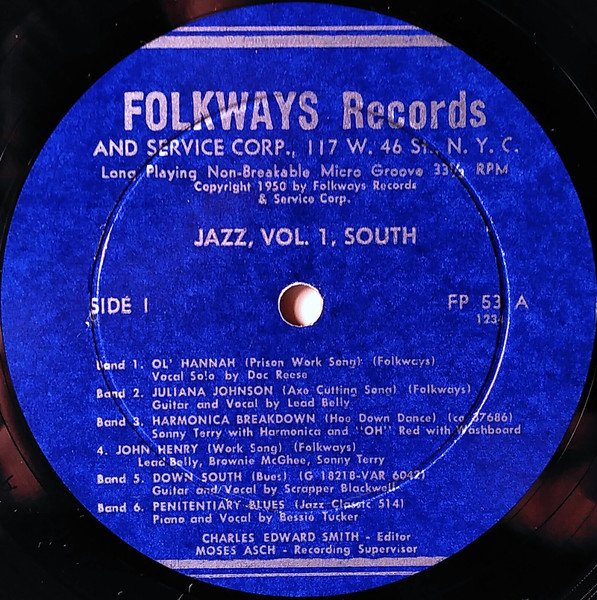 FOLKWAYS Records
AND SERVICE CORP., 117 W. 46 St., N. Y. C.
Long Playing Non-Breakable Micro Groove 33⅓ RPM
Copyright 1950 by Folkways Records
& Service Corp.
JAZZ, VOL. 1, SOUTH
SIDE I
FP 53 A
1234
Band 1. OL' HANNAH (Prison Work Song) (Folkways)
Vocal Solo by Doc Reese
Band 2. JULIANA JOHNSON (Axe Cutting Song) (Folkways)
Guitar and Vocal by Lead Belly
Band 3. HARMONICA BREAKDOWN (Hoe Down Dance) (co 37686)
Sonny Terry with Harmonica and "OH" Red with Washboard
4. JOHN HENRY (Work Song) (Folkways)
Lead Belly, Brownie McGhee, Sonny Terry
Band 5. DOWN SOUTH (Bues) (G 18218-VAR 6042)
Guitar and Vocal by Scrapper Blackwell
Band 6. PENITENTIARY BLUES (Jazz Classic 514)
Piano and Vocal by Bessie Tucker
CHARLES EDWARD SMITH - Editor
MOSES ASCH - Recording Supervisor